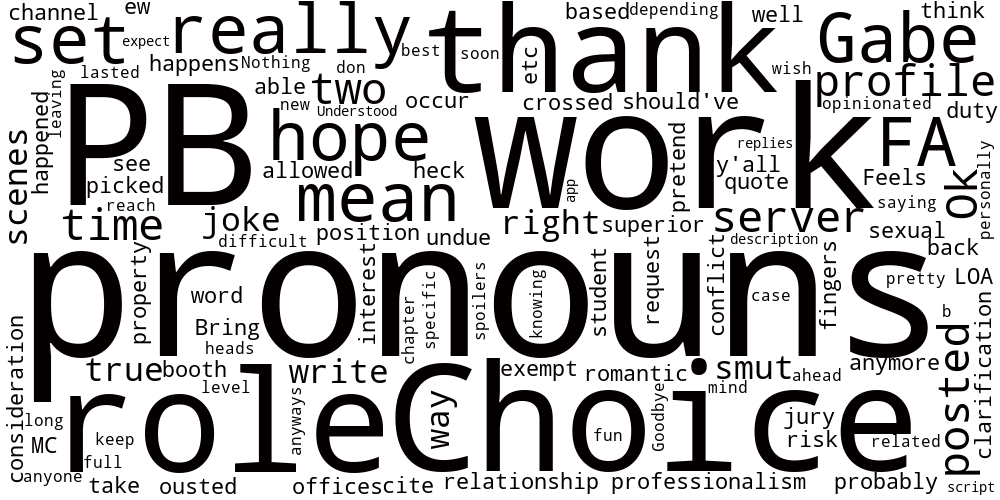 channel ew
set really
expect
happens Nothing
lasted
able two don
new Understood
best soon
thank
etc
based depending
well
think
wish
Gabe
profile
opinionated
duty
occur crossed should've
leaving
happened
scenes
PB
hope
work
FA
ok
personally
see
picked
reach
allowed heck
mean
app
pretend
replies
y'all
quote
Feels
saying
time joke
difficult position undue
right superior server
description
sexual
back
pretty LOA
pronouns
property
word
Bring
heads
interest
chapter
specific
spoilers
knowing
student
request
conflict
case
fingers
b
posted
clarification
consideration
true booth write
level
exempt romantic smut
mind ahead
anymore
roleChoice
anyways
way
fun
Goodbye
jury
risk related
long
MC keep
full
anyone
take ousted officescite relationship professionalism probably
script